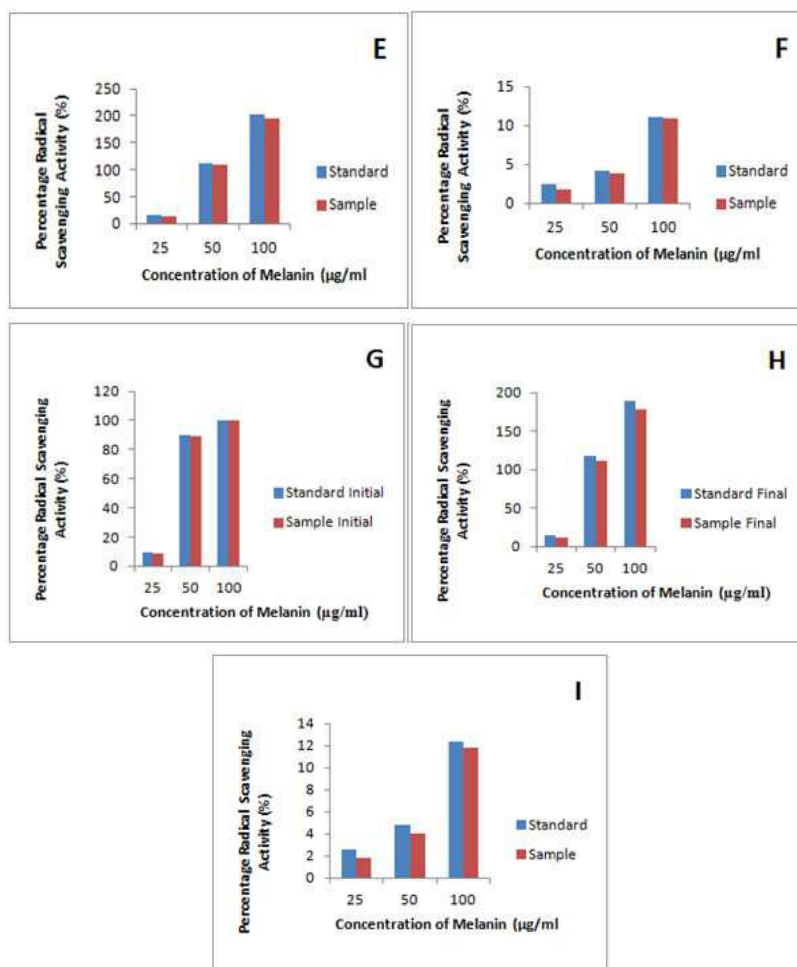 E
Percentage Radical
Scavenging Activity (%)
250
200
150
100
50
0
25 50 100
Concentration of Melanin (µg/ml
Standard
Sample
F
Percentage Radical
Scavenging Activity (%)
15
10
5
0
25 50 100
Concentration of Melanin (µg/ml
Standard
Sample
G
Percentage Radical Scavenging
Activity (%)
120
100
80
60
40
20
0
25 50 100
Concentration of Melanin (µg/ml)
Standard Initial
Sample Initial
H
Percentage Radical Scavenging
Activity (%)
200
150
100
50
0
25 50 100
Concentration of Melanin (µg/ml)
Standard Final
Sample Final
I
Percentage Radical Scavenging
Activity (%)
14
12
10
8
6
4
2
0
25 50 100
Concentration of Melanin (µg/ml
Standard
Sample